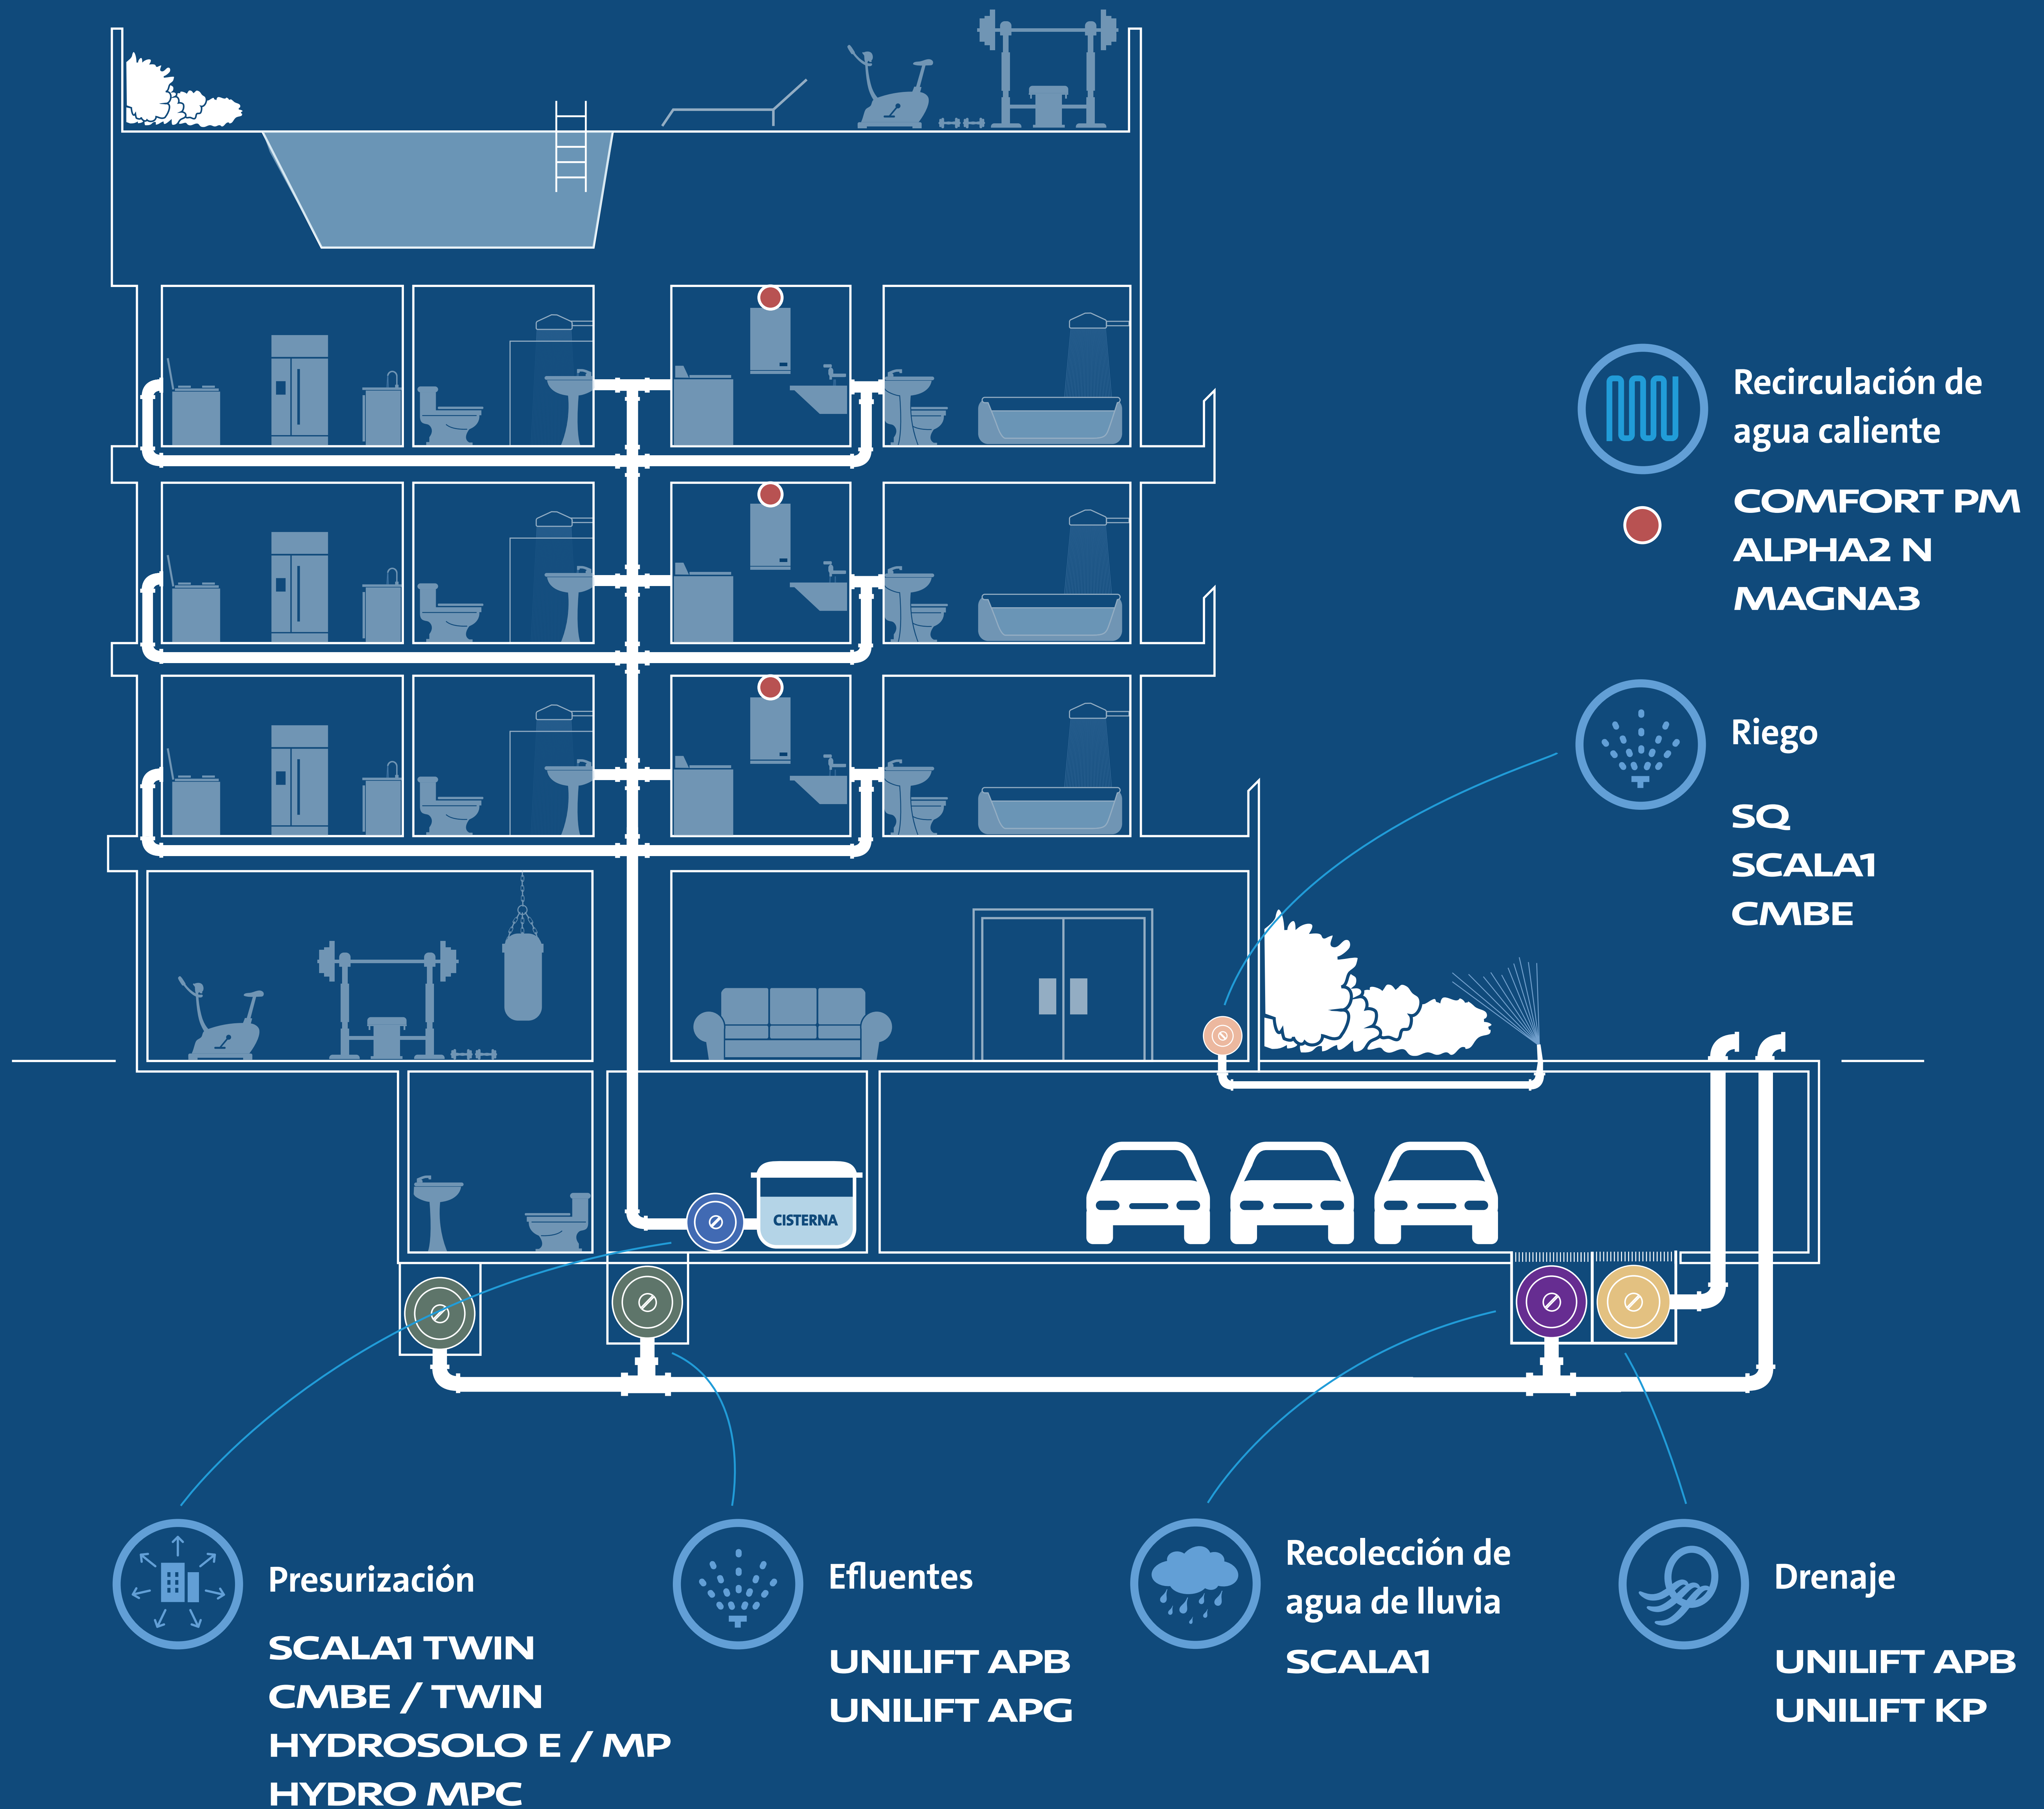 Recirculación de
agua caliente
COMFORT PM
ALPHA2 N
MAGNA3
Riego
SQ
SCALA1
CMBE
CISTERNA
Presurización
SCALA1 TWIN
CMBE / TWIN
HYDROSOLO E / MP
HYDRO MPC
Efluentes
UNILIFT APB
UNILIFT APG
Recolección de
agua de lluvia
SCALA1
Drenaje
UNILIFT APB
UNILIFT KP